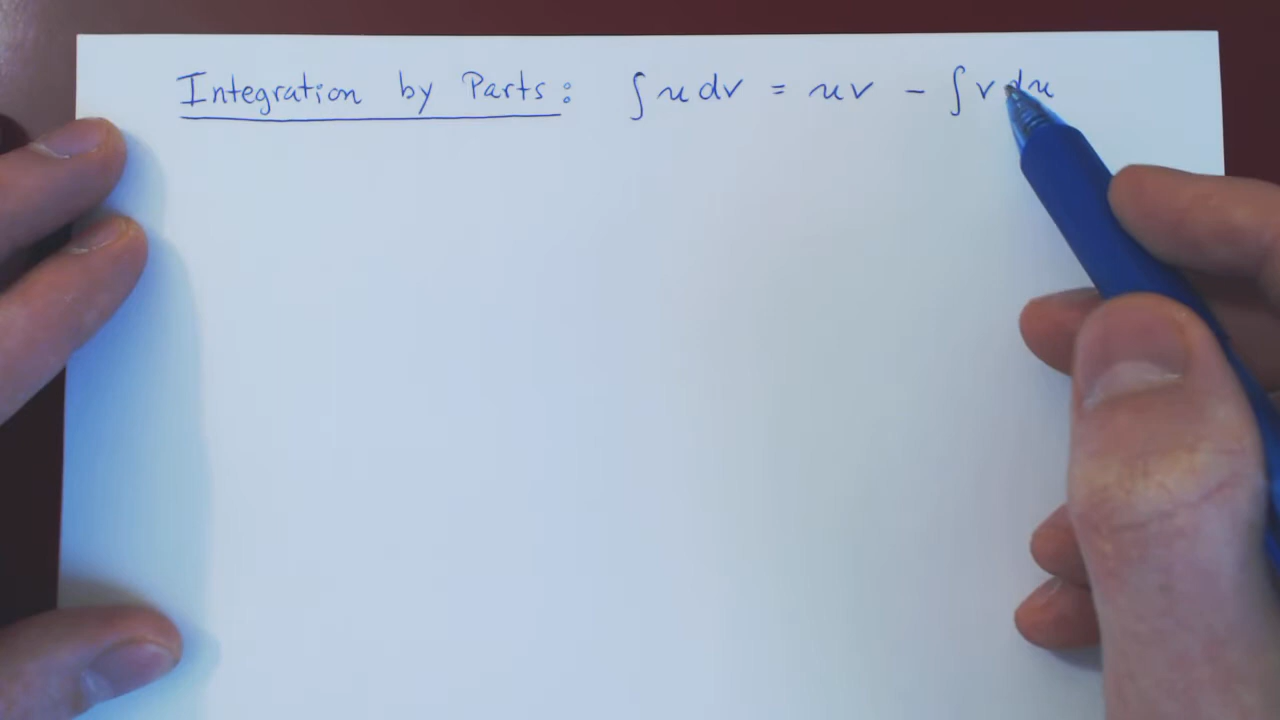 Integration by Parts: ∫ u dv = uv - ∫ v du